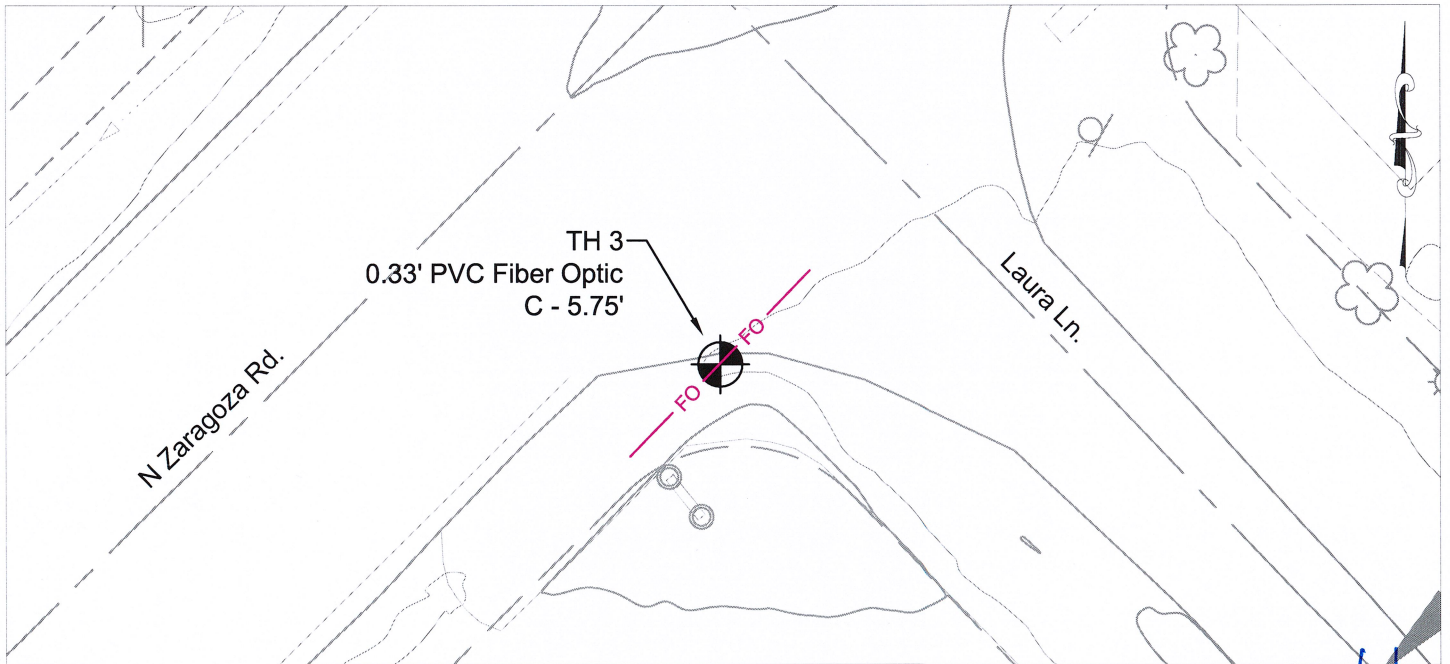 TH 3
0.33' PVC Fiber Optic
C - 5.75'
FO
FO
N Zaragoza Rd.
Laura Ln.